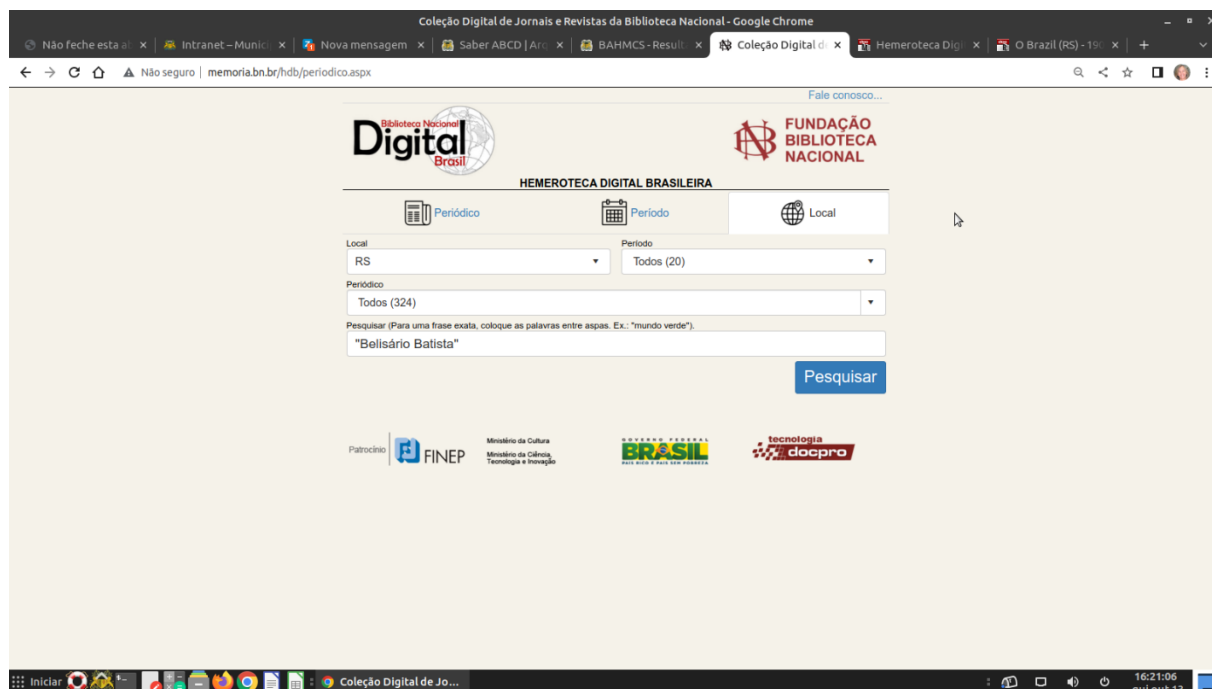 Coleção Digital de Jornais e Revistas da Biblioteca Nacional - Google Chrome
Não feche esta a
Intranet – Munici
Nova mensagem
Saber ABCD | Arq
BAHMCS - Result
Coleção Digital d
Hemeroteca Digi
O Brazil (RS) - 190
Não seguro | memoria.bn.br/hdb/periodico.aspx
Fale conosco...
Biblioteca Nacional
Digital
Brasil
FUNDAÇÃO
BIBLIOTECA
NACIONAL
HEMEROTECA DIGITAL BRASILEIRA
Periódico
Período
Local
Local
Período
RS
Todos (20)
Periódico
Todos (324)
Pesquisar (Para uma frase exata, coloque as palavras entre aspas. Ex.: "mundo verde").
"Belisário Batista"
Pesquisar
Patrocínio
FINEP
Ministério da Cultura
Ministério da Ciência,
Tecnologia e Inovação
GOVERNO FEDERAL
BRASIL
PAÍS RICO É PAÍS SEM POBREZA
tecnologia
docpro
Iniciar
Coleção Digital de Jo...
16:21:06